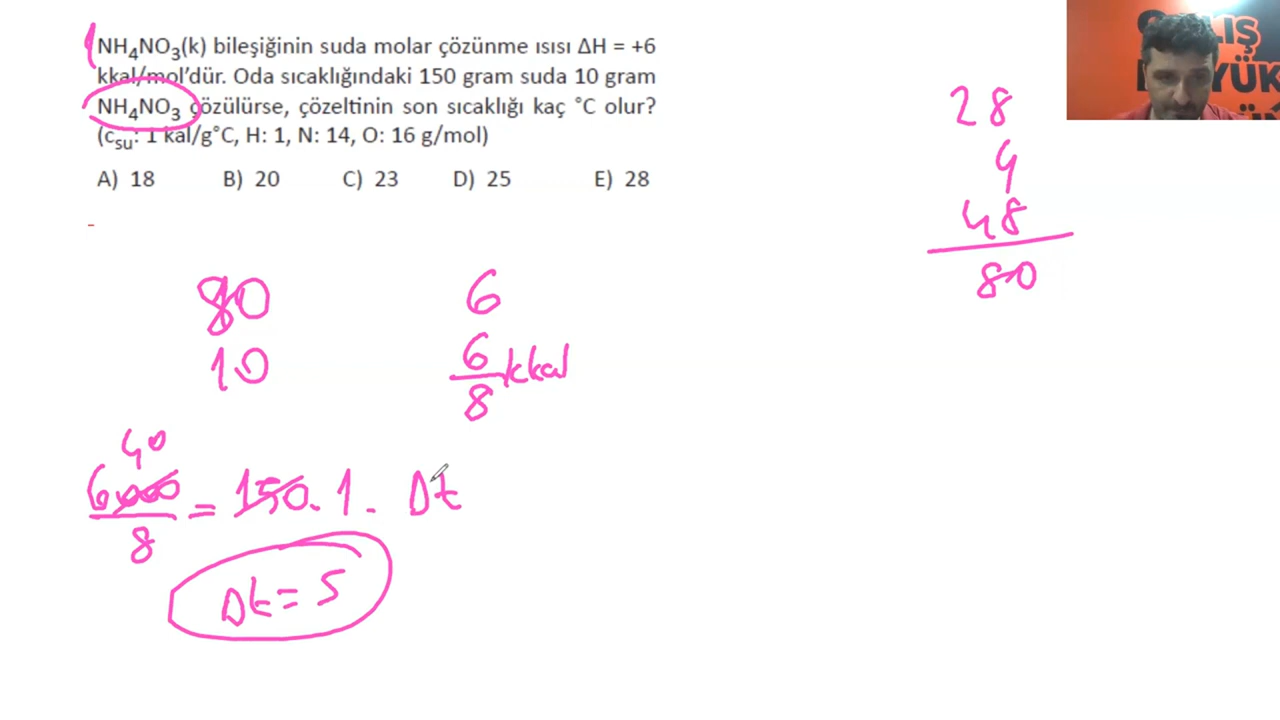 NH₄NO₃(k) bileşiğinin suda molar çözünme ısısı ΔH = +6
kkal/mol'dür. Oda sıcaklığındaki 150 gram suda 10 gram
NH₄NO₃ çözülürse, çözeltinin son sıcaklığı kaç °C olur?
(c_su: 1 kal/g°C, H: 1, N: 14, O: 16 g/mol)
A) 18 B) 20 C) 23 D) 25 E) 28
28
4
48
80
80 6
10 6/8 kkal
40
6000/8 = 150 . 1 . Δt
Δt = 5